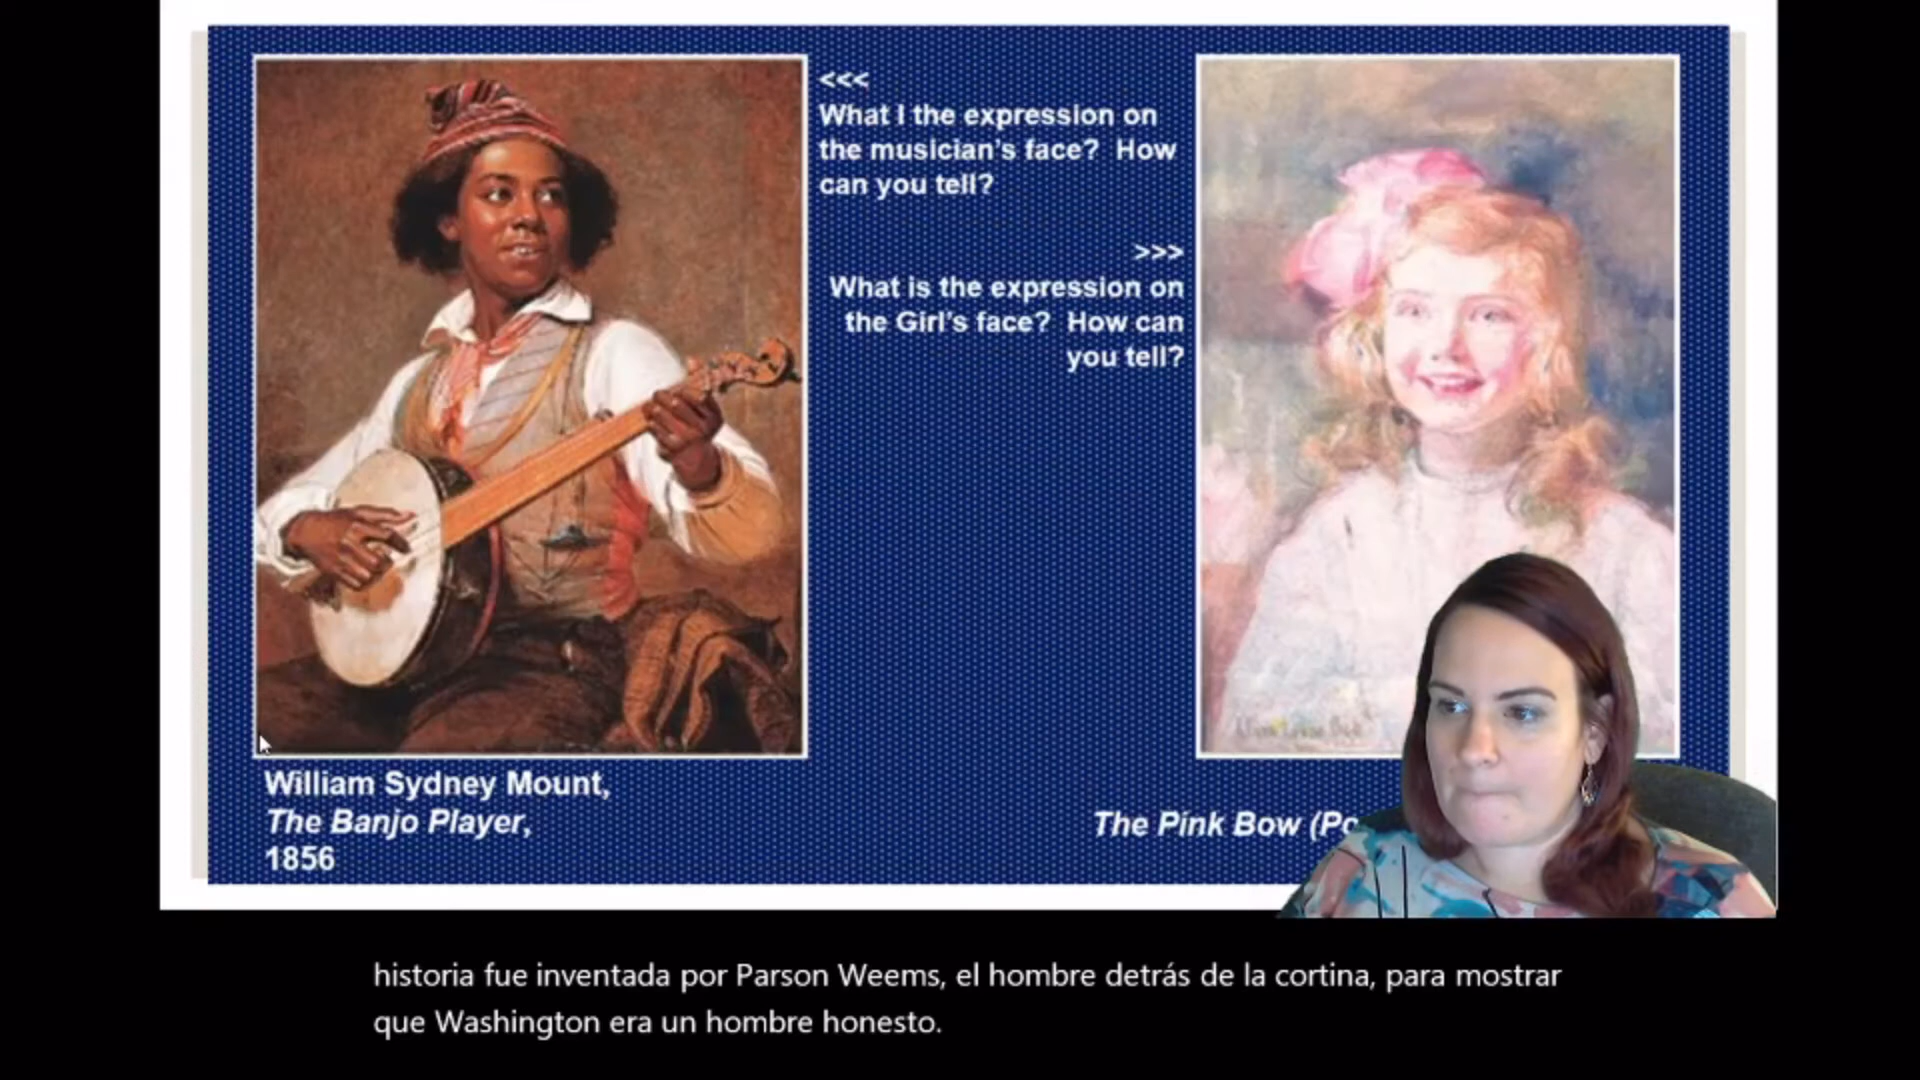 <<<
What I the expression on
the musician's face? How
can you tell?
>>>
What is the expression on
the Girl's face? How can
you tell?
William Sydney Mount,
The Banjo Player,
1856
The Pink Bow
historia fue inventada por Parson Weems, el hombre detrás de la cortina, para mostrar
que Washington era un hombre honesto.